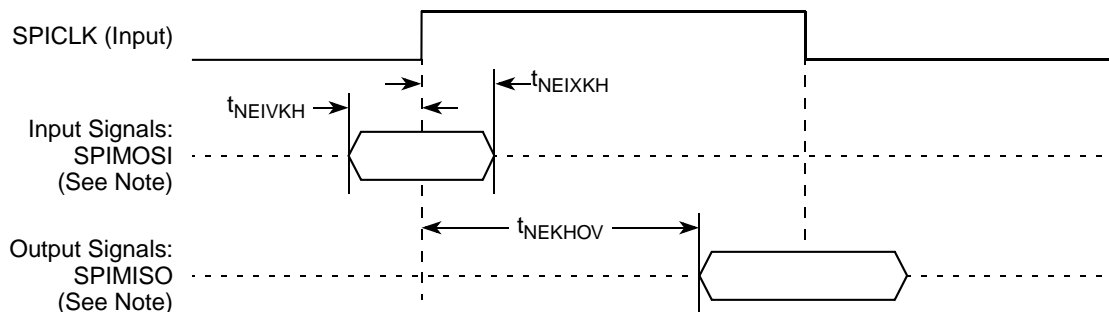 SPICLK (Input)
tNEIXKH
tNEIVKH
Input Signals:
SPIMOSI
(See Note)
tNEKHOV
Output Signals:
SPIMISO
(See Note)